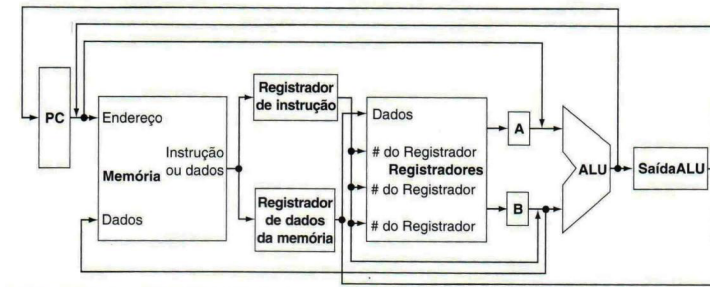 PC
Endereço
Instrução
ou dados
Memória
Dados
Registrador
de instrução
Registrador
de dados
da memória
Dados
# do Registrador
Registradores
# do Registrador
# do Registrador
A
B
ALU
SaídaALU